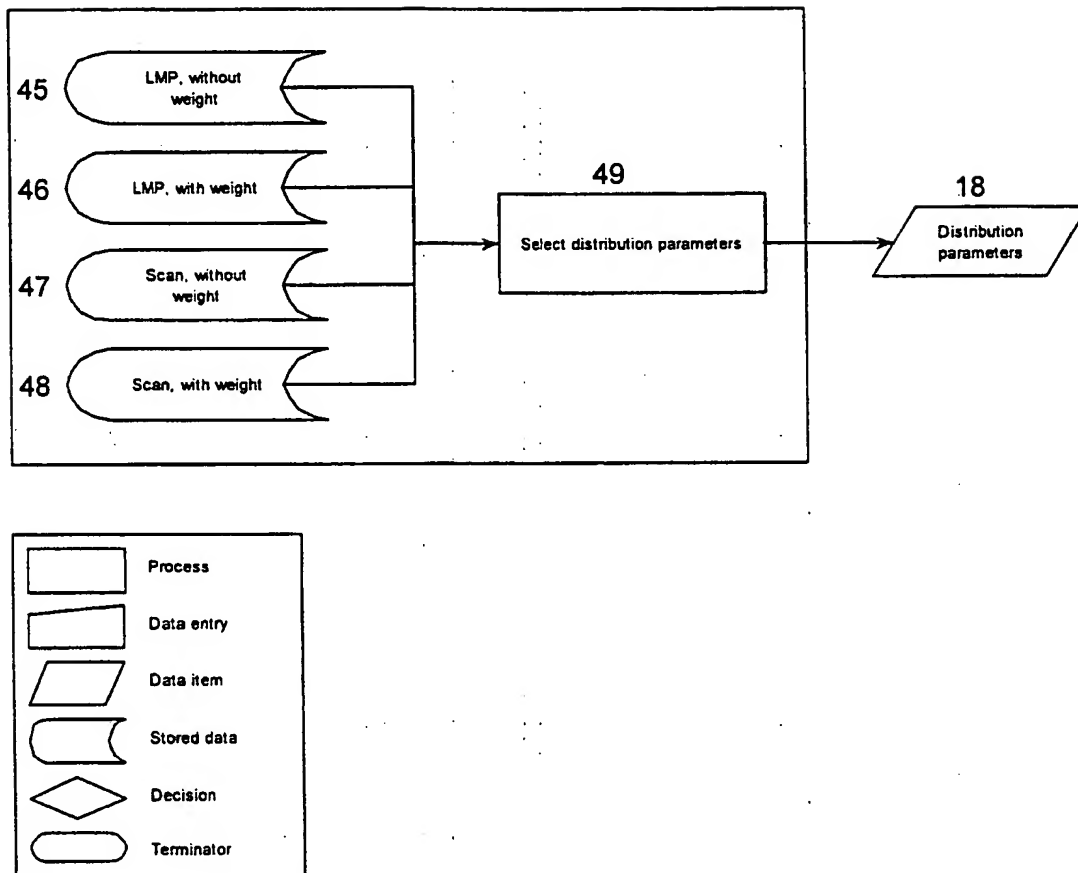 45
LMP, without
weight
46
LMP, with weight
47
Scan, without
weight
48
Scan, with weight
49
Select distribution parameters
18
Distribution
parameters
Process
Data entry
Data item
Stored data
Decision
Terminator